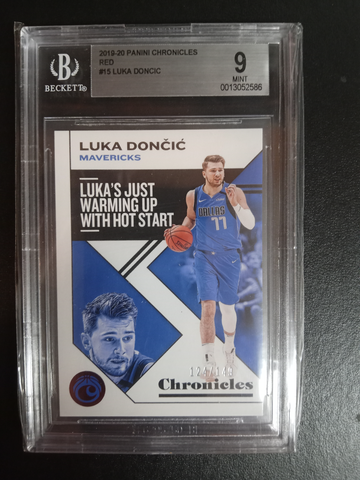 2019-20 PANINI CHRONICLES
RED
#15 LUKA DONCIC
BECKETT®
9
MINT
0013052586
LUKA DONČIĆ
MAVERICKS
LUKA'S JUST
WARMING UP
WITH HOT START
DALLAS
77
Chronicles